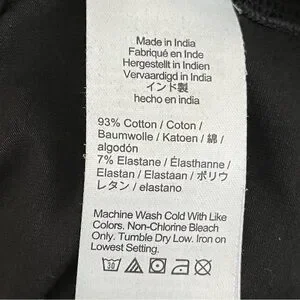 Made in India
Fabriqué en Inde
Hergestellt in Indien
Vervaardigd in India
インド製
hecho en india
93% Cotton / Coton /
Baumwolle / Katoen / 綿 /
algodón
7% Elastane / Élasthanne /
Elastan / Elastaan / ポリウ
レタン / elastano
Machine Wash Cold With Like
Colors. Non-Chlorine Bleach
Only. Tumble Dry Low. Iron on
Lowest Setting.
30